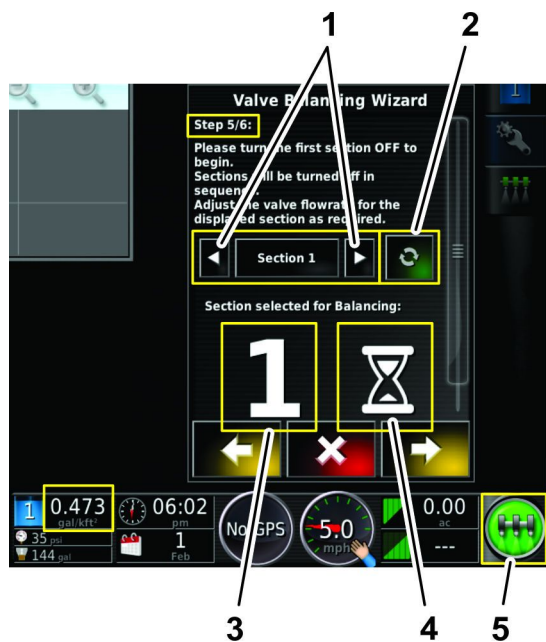 1
2
Valve Balancing Wizard
1
Step 5/6:
Please turn the first section OFF to
begin.
Sections will be turned off in
sequence.
Adjust the valve flowrate for the
displayed section as required.
Section 1
Section selected for Balancing:
1
1
0.473
gal/kft²
06:02
pm
No GPS
5.0
mph
0.00
ac
35 psi
144 gal
1
Feb
---
3
4
5